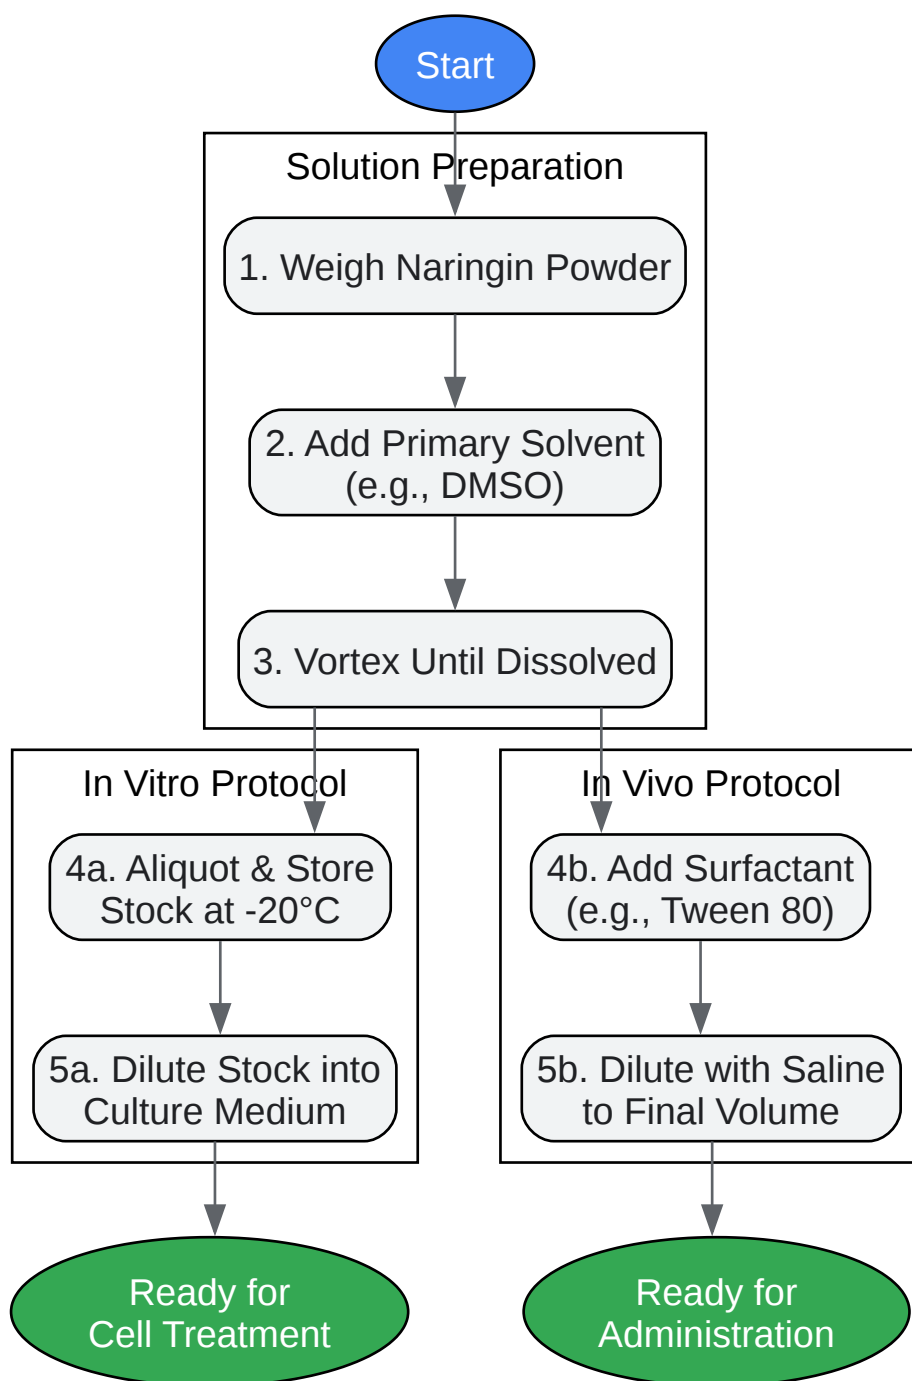 Start
Solution Preparation
1. Weigh Naringin Powder
2. Add Primary Solvent
(e.g., DMSO)
3. Vortex Until Dissolved
In Vitro Protocol
4a. Aliquot & Store
Stock at -20°C
5a. Dilute Stock into
Culture Medium
Ready for
Cell Treatment
In Vivo Protocol
4b. Add Surfactant
(e.g., Tween 80)
5b. Dilute with Saline
to Final Volume
Ready for
Administration